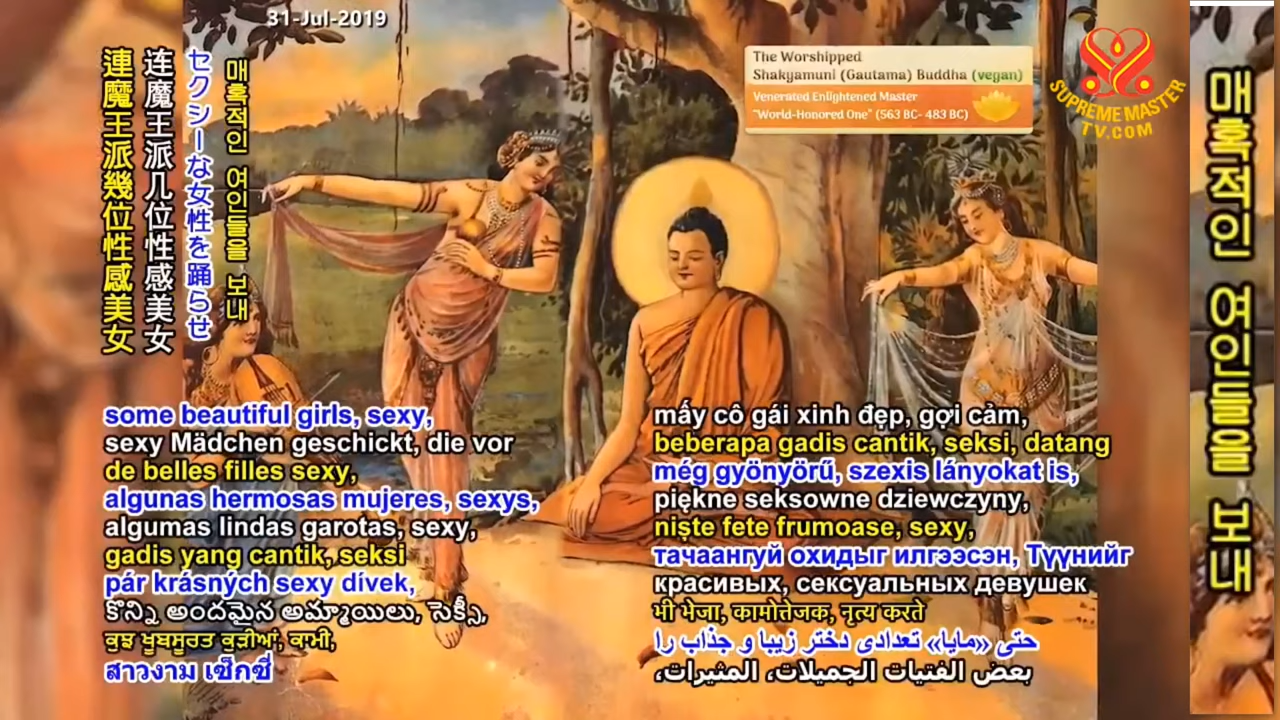 31-Jul-2019
The Worshipped
Shakyamuni (Gautama) Buddha (vegan)
Venerated Enlightened Master
"World-Honored One" (563 BC- 483 BC)
SUPREME MASTER
TV.COM
連魔王派幾位性感美女
连魔王派几位性感美女
セクシーな女性を踊らせ
매혹적인 여인들을 보내
매혹적인 여인들을 보내
some beautiful girls, sexy,
sexy Mädchen geschickt, die vor
de belles filles sexy,
algunas hermosas mujeres, sexys,
algumas lindas garotas, sexy,
gadis yang cantik, seksi
pár krásných sexy dívek,
కొన్ని అందమైన అమ్మాయిలు, సెక్సీ,
ਕੁਝ ਖੂਬਸੂਰਤ ਕੁੜੀਆਂ, ਕਾਮੀ,
สาวงาม เซ็กซี่
mấy cô gái xinh đẹp, gợi cảm,
beberapa gadis cantik, seksi, datang
még gyönyörű, szexis lányokat is,
piękne seksowne dziewczyny,
niște fete frumoase, sexy,
тачаангуй охидыг илгээсэн, Түүнийг
красивых, сексуальных девушек
भी भेजा, कामोत्तेजक, नृत्य करते
حتی «مایا» تعدادی دختر زیبا و جذاب را
بعض الفتيات الجميلات، المثيرات،